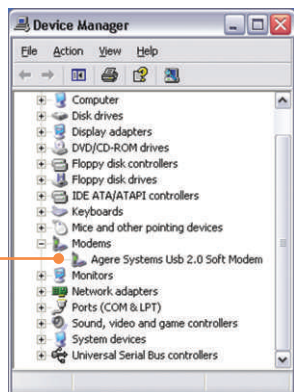 Device Manager
File Action View Help
Computer
Disk drives
Display adapters
DVD/CD-ROM drives
Floppy disk controllers
Floppy disk drives
IDE ATA/ATAPI controllers
Keyboards
Mice and other pointing devices
Modems
Agere Systems Usb 2.0 Soft Modem
Monitors
Network adapters
Ports (COM & LPT)
Sound, video and game controllers
System devices
Universal Serial Bus controllers